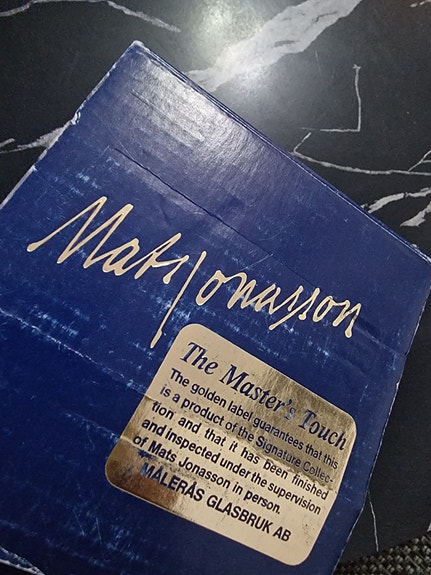 Mats Jonasson
The Master's Touch
The golden label guarantees that this
is a product of the Signature Collec-
tion and that it has been finished
and inspected under the supervision
of Mats Jonasson in person.
MÅLERÅS GLASBRUK AB